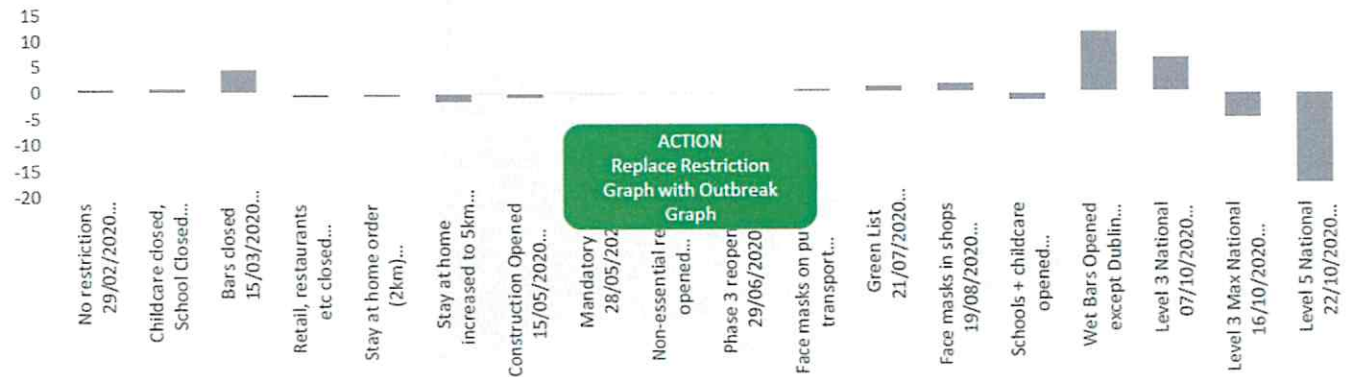 15
10
5
0
-5
-10
-15
-20
ACTION
Replace Restriction
Graph with Outbreak
Graph
No restrictions
29/02/2020...
Childcare closed,
School Closed...
Bars closed
15/03/2020...
Retail, restaurants
etc closed...
Stay at home order
(2km)...
Stay at home
increased to 5km...
Construction Opened
15/05/2020...
Mandatory
28/05/202
Non-essential re
opened...
Phase 3 reopen
29/06/2020
Face masks on pu
transport...
Green List
21/07/2020...
Face masks in shops
19/08/2020...
Schools + childcare
opened...
Wet Bars Opened
except Dublin...
Level 3 National
07/10/2020...
Level 3 Max National
16/10/2020...
Level 5 National
22/10/2020...